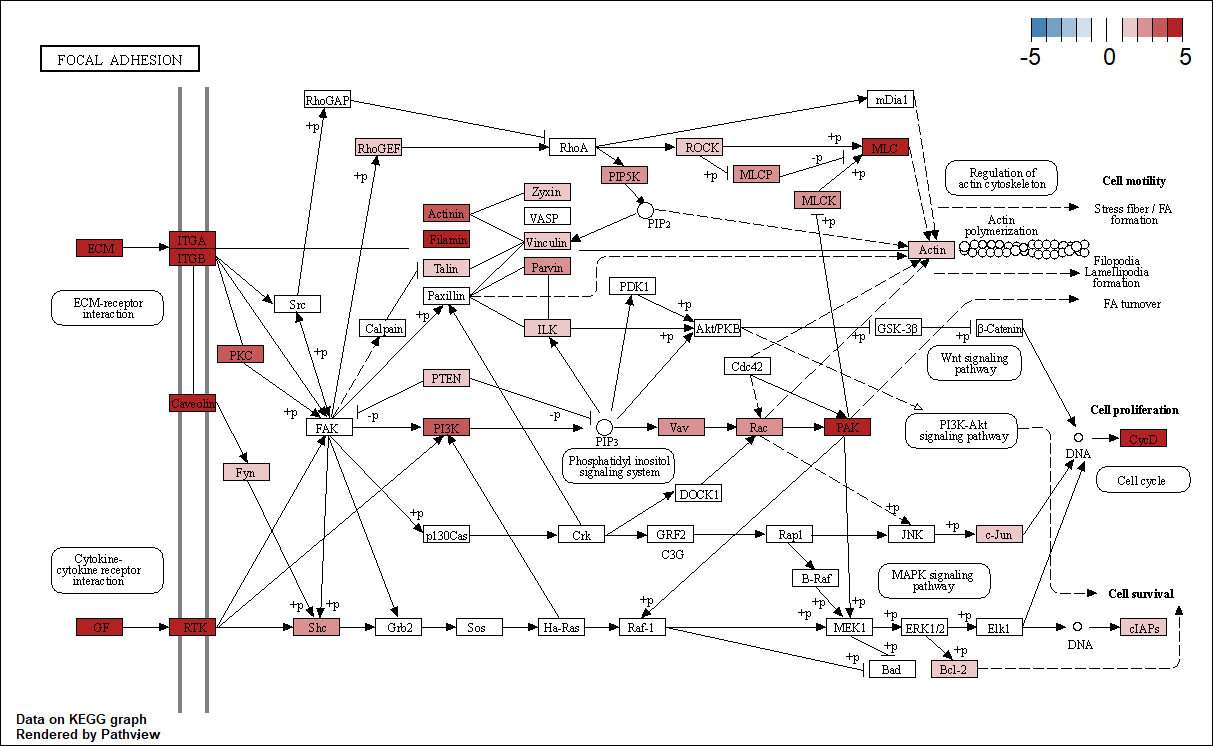 -5
0
5
FOCAL ADHESION
RhoGAP
mDia1
+p
+p
RhoGEF
RhoA
ROCK
MLC
-p
+p
+p
+p
PIP5K
MLCP
Regulation of
actin cytoskeleton
Cell motility
Zyxin
MLCK
Stress fiber / FA
formation
Actinin
VASP
PIP2
+p
Actin
polymerization
ECM
ITGA
ITGB
Filamin
Vinculin
Actin
Talin
Parvin
Filopodia
Lamellipodia
formation
ECM-receptor
interaction
Src
Paxillin
PDK1
FA turnover
+p
+p
Calpain
ILK
Akt/PKB
GSK-3β
β-Catenin
+p
+p
+p
PKC
+p
Cdc42
Wnt signaling
pathway
PTEN
Caveolin
+p
-p
-p
Cell proliferation
FAK
PI3K
PIP3
Vav
Rac
PAK
PI3K-Akt
signaling pathway
CycD
DNA
Fyn
Phosphatidyl inositol
signaling system
Cell cycle
DOCK1
+p
+p
+p
p130Cas
Crk
GRF2
Rap1
JNK
c-Jun
C3G
Cytokine-
cytokine receptor
interaction
B-Raf
MAPK signaling
pathway
Cell survival
+p
+p
+p
+p
+p
+p
+p
+p
GF
RTK
Shc
Grb2
Sos
Ha-Ras
Raf-1
MEK1
ERK1/2
Elk1
DNA
cIAPs
+p
+p
+p
Bad
Bcl-2
Data on KEGG graph
Rendered by Pathview